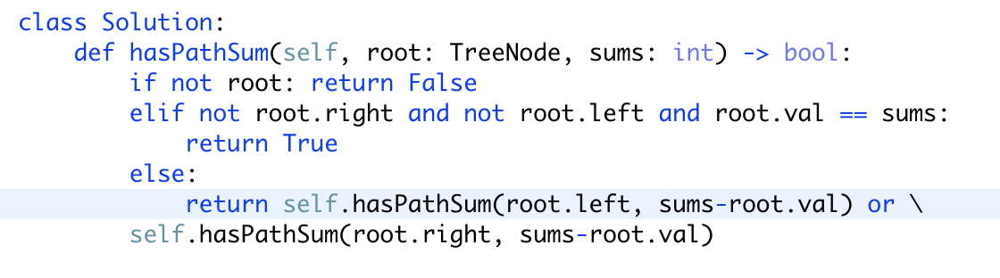 class Solution:
    def hasPathSum(self, root: TreeNode, sums: int) -> bool:
        if not root: return False
        elif not root.right and not root.left and root.val == sums:
            return True
        else:
            return self.hasPathSum(root.left, sums-root.val) or \
        self.hasPathSum(root.right, sums-root.val)